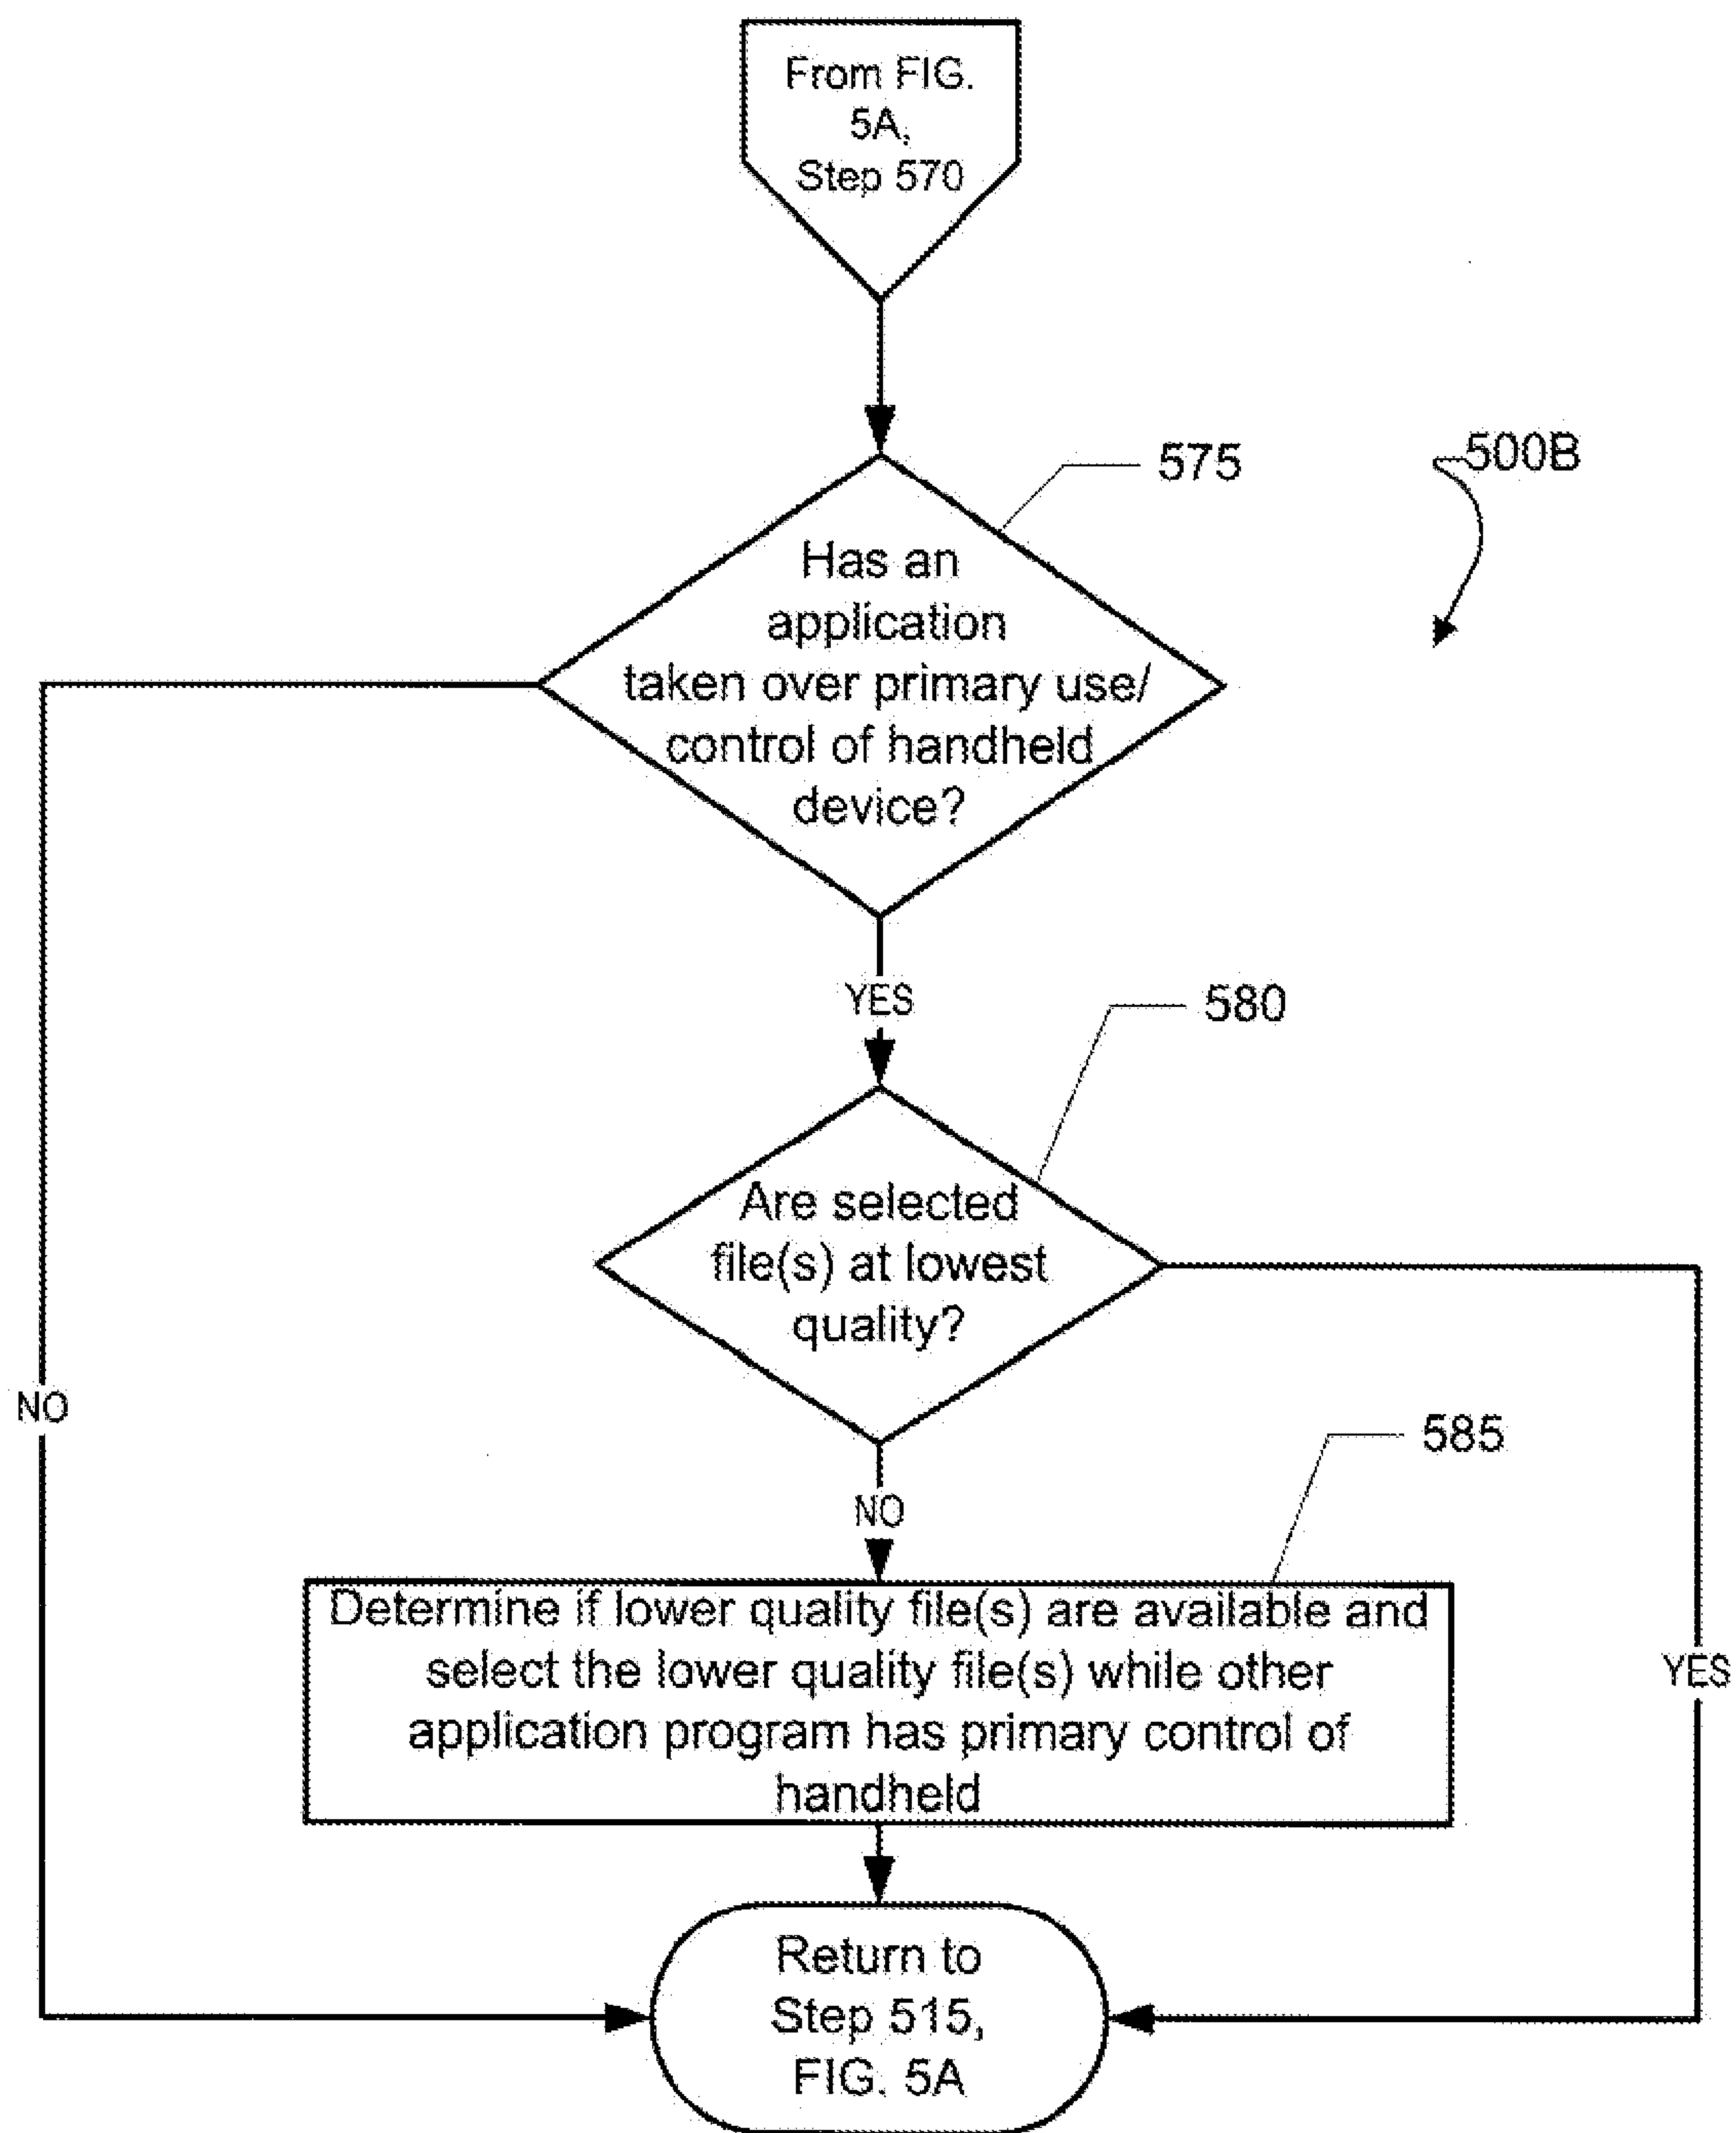 From FIG.
5A,
Step 570
575
500B
Has an
application
taken over primary use/
control of handheld
device?
YES
580
Are selected
file(s) at lowest
quality?
NO
585
NO
Determine if lower quality file(s) are available and
select the lower quality file(s) while other
application program has primary control of
handheld
YES
Return to
Step 515,
FIG. 5A